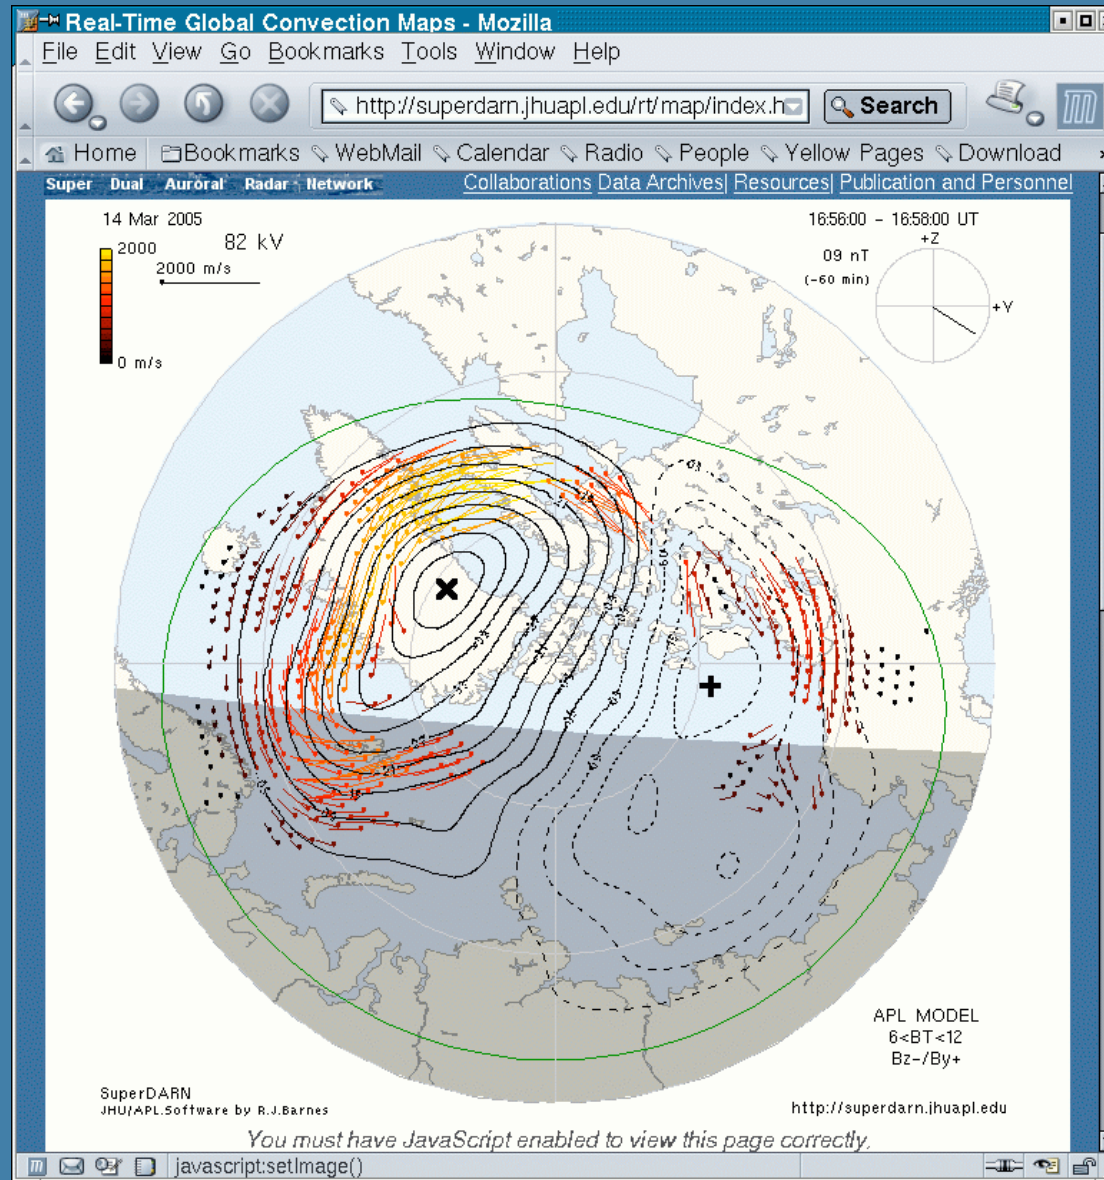 Real-Time Global Convection Maps - Mozilla
File Edit View Go Bookmarks Tools Window Help
http://superdarn.jhuapl.edu/rt/map/index.h
Search
Home Bookmarks WebMail Calendar Radio People Yellow Pages Download
Super Dual Auroral Radar Network
Collaborations Data Archives| Resources| Publication and Personnel
14 Mar 2005
82 kV
16:56:00 - 16:58:00 UT
2000
2000 m/s
0 m/s
+Z
09 nT
(-60 min)
+Y
APL MODEL
6<BT<12
Bz-/By+
SuperDARN
JHU/APL.Software by R.J.Barnes
http://superdarn.jhuapl.edu
You must have JavaScript enabled to view this page correctly.
javascript:setImage()